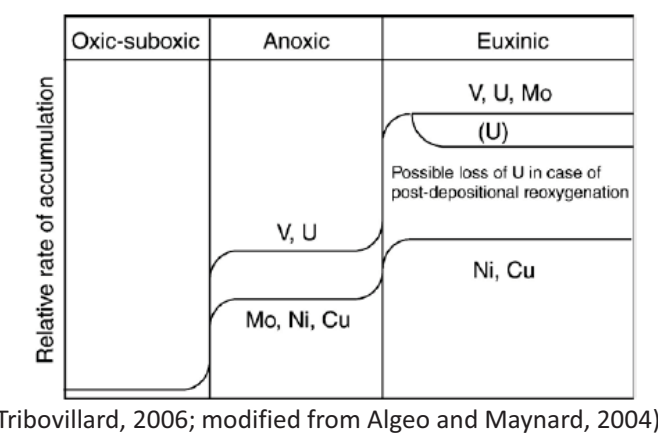 Oxic-suboxic
Anoxic
Euxinic
Relative rate of accumulation
V, U, Mo
(U)
Possible loss of U in case of
post-depositional reoxygenation
V, U
Ni, Cu
Mo, Ni, Cu
Tribovillard, 2006; modified from Algeo and Maynard, 2004)